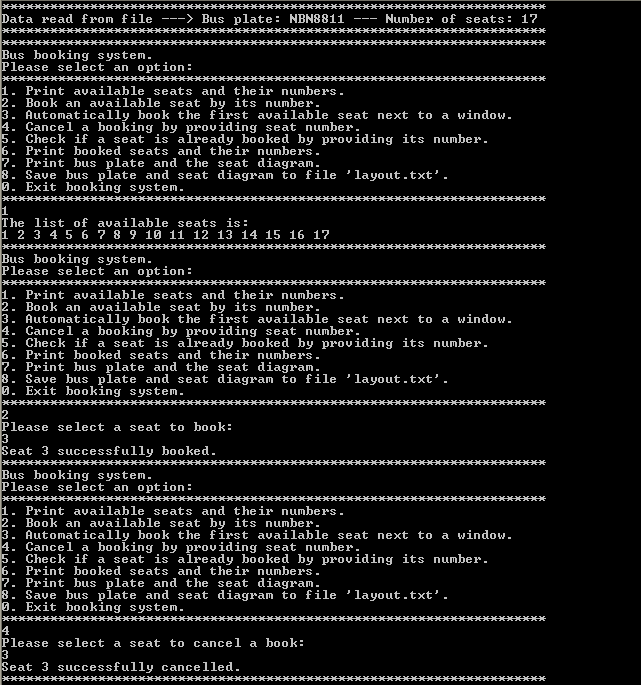 **********************************************************************
Data read from file ---> Bus plate: NBN8811 --- Number of seats: 17
**********************************************************************
**********************************************************************
Bus booking system.
Please select an option:
**********************************************************************
1. Print available seats and their numbers.
2. Book an available seat by its number.
3. Automatically book the first available seat next to a window.
4. Cancel a booking by providing seat number.
5. Check if a seat is already booked by providing its number.
6. Print booked seats and their numbers.
7. Print bus plate and the seat diagram.
8. Save bus plate and seat diagram to file 'layout.txt'.
0. Exit booking system.
**********************************************************************
1
The list of available seats is:
1 2 3 4 5 6 7 8 9 10 11 12 13 14 15 16 17
**********************************************************************
Bus booking system.
Please select an option:
**********************************************************************
1. Print available seats and their numbers.
2. Book an available seat by its number.
3. Automatically book the first available seat next to a window.
4. Cancel a booking by providing seat number.
5. Check if a seat is already booked by providing its number.
6. Print booked seats and their numbers.
7. Print bus plate and the seat diagram.
8. Save bus plate and seat diagram to file 'layout.txt'.
0. Exit booking system.
**********************************************************************
2
Please select a seat to book:
3
Seat 3 successfully booked.
**********************************************************************
Bus booking system.
Please select an option:
**********************************************************************
1. Print available seats and their numbers.
2. Book an available seat by its number.
3. Automatically book the first available seat next to a window.
4. Cancel a booking by providing seat number.
5. Check if a seat is already booked by providing its number.
6. Print booked seats and their numbers.
7. Print bus plate and the seat diagram.
8. Save bus plate and seat diagram to file 'layout.txt'.
0. Exit booking system.
**********************************************************************
4
Please select a seat to cancel a book:
3
Seat 3 successfully cancelled.
**********************************************************************